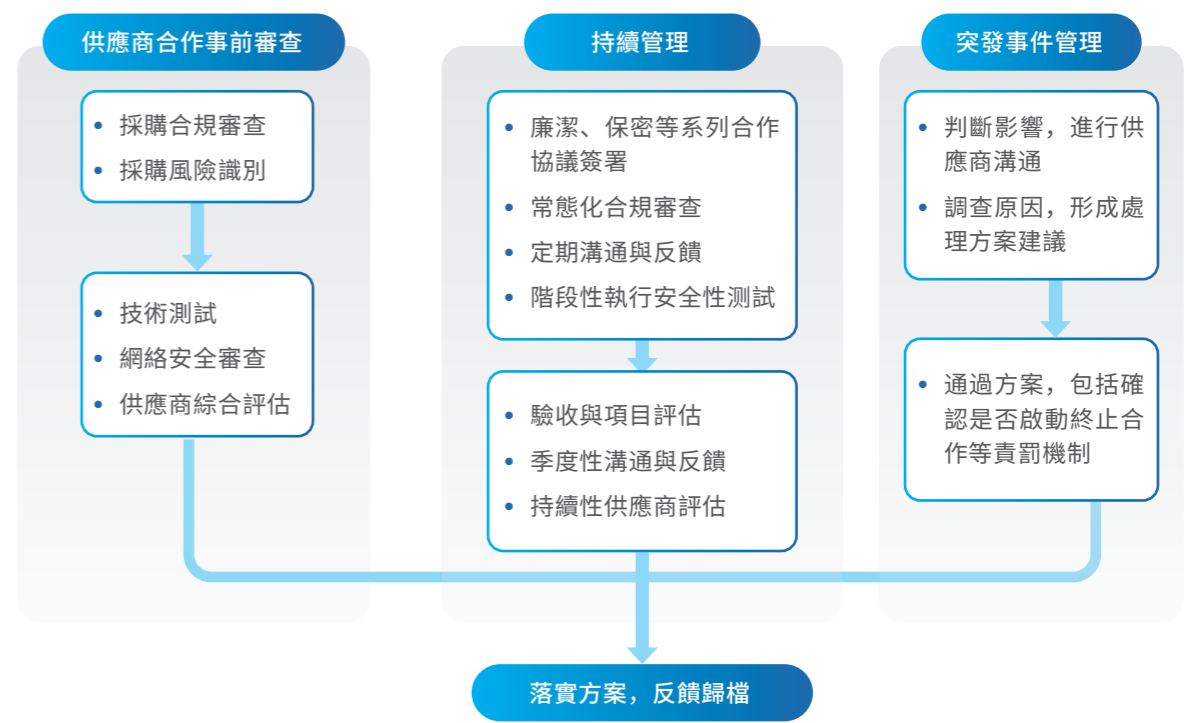 供應商合作事前審查
採購合規審查
採購風險識別
技術測試
網絡安全審查
供應商綜合評估
持續管理
廉潔、保密等系列合作
協議簽署
常態化合規審查
定期溝通與反饋
階段性執行安全性测試
驗收與項目評估
季度性溝通與反饋
持續性供應商評估
突發事件管理
判斷影響，進行供
應商溝通
調查原因，形成處
理方案建議
通過方案，包括確
認是否啟動終止合
作等責罰機制
落實方案，反饋歸檔